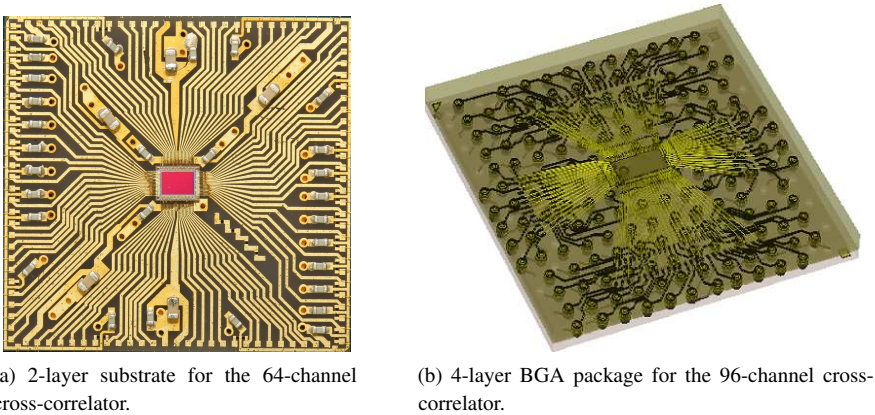 a) 2-layer substrate for the 64-channel
cross-correlator.
(b) 4-layer BGA package for the 96-channel cross-
correlator.